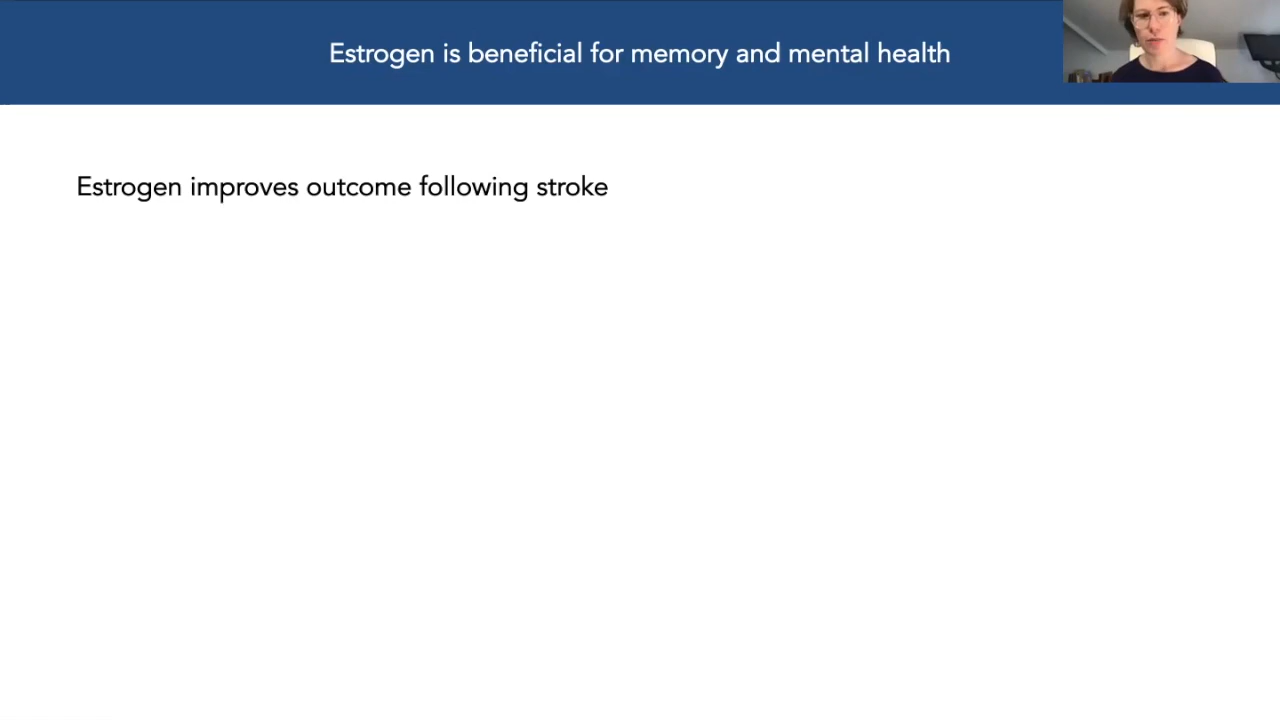 Estrogen is beneficial for memory and mental health
Estrogen improves outcome following stroke